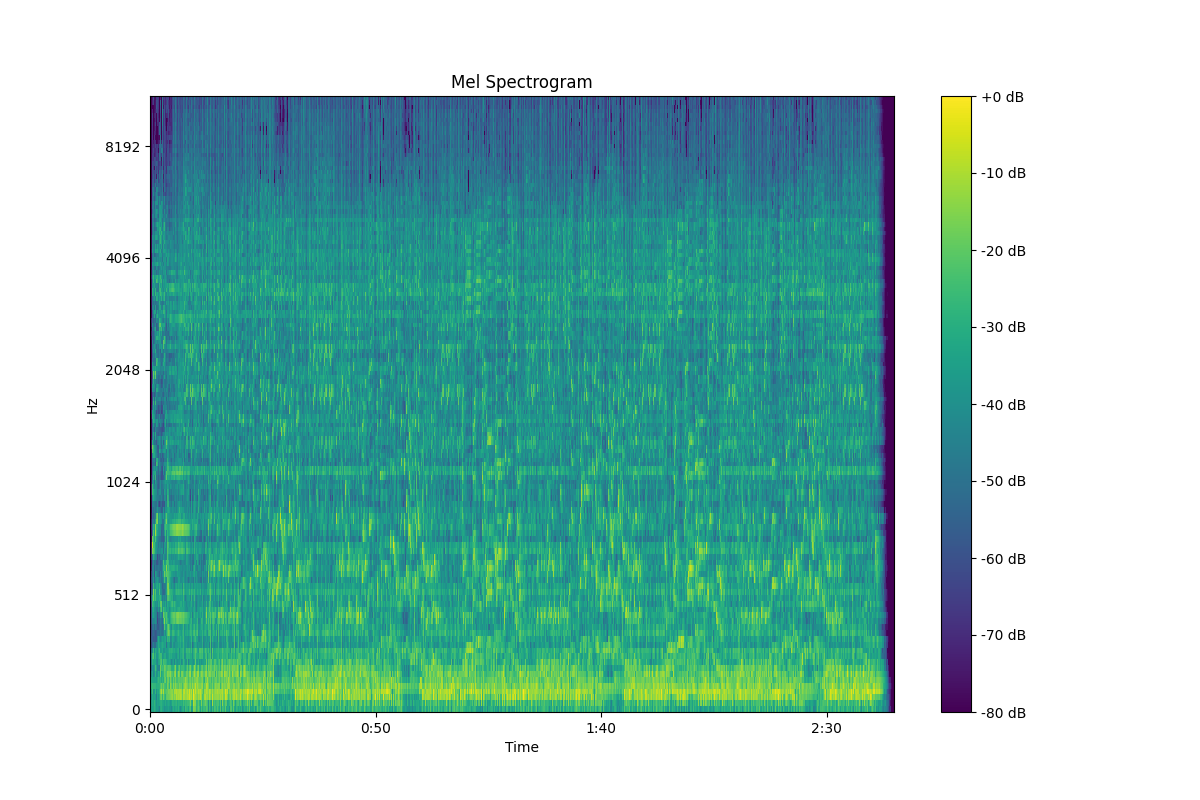 Mel Spectrogram
+0 dB
8192
-10 dB
-20 dB
4096
-30 dB
2048
-40 dB
Hz
1024
-50 dB
-60 dB
512
-70 dB
0
-80 dB
0:00
0:50
1:40
2:30
Time